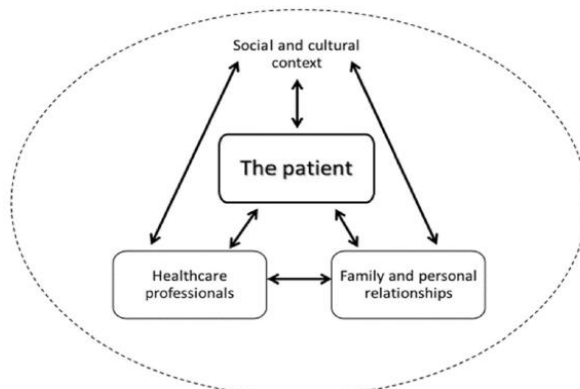 Social and cultural
context
The patient
Healthcare
professionals
Family and personal
relationships